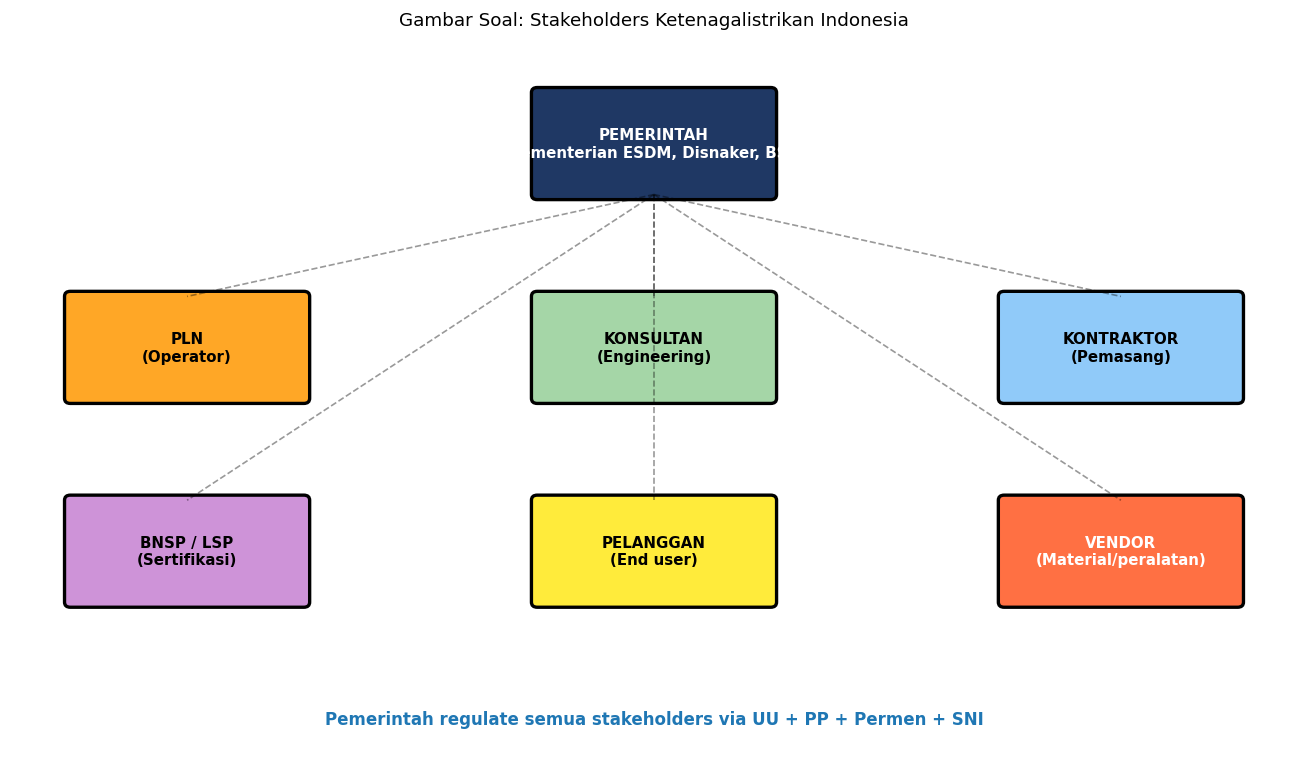 Gambar Soal: Stakeholders Ketenagalistrikan Indonesia
PEMERINTAH
ESDM, Disnaker,
PLN
(Operator)
KONSULTAN
(Engineering)
KONTRAKTOR
(Pemasang)
BNSP / LSP
(Sertifikasi)
PELANGGAN
(End user)
VENDOR
(Material/peralatan)
Pemerintah regulate semua stakeholders via UU + PP + Permen + SNI